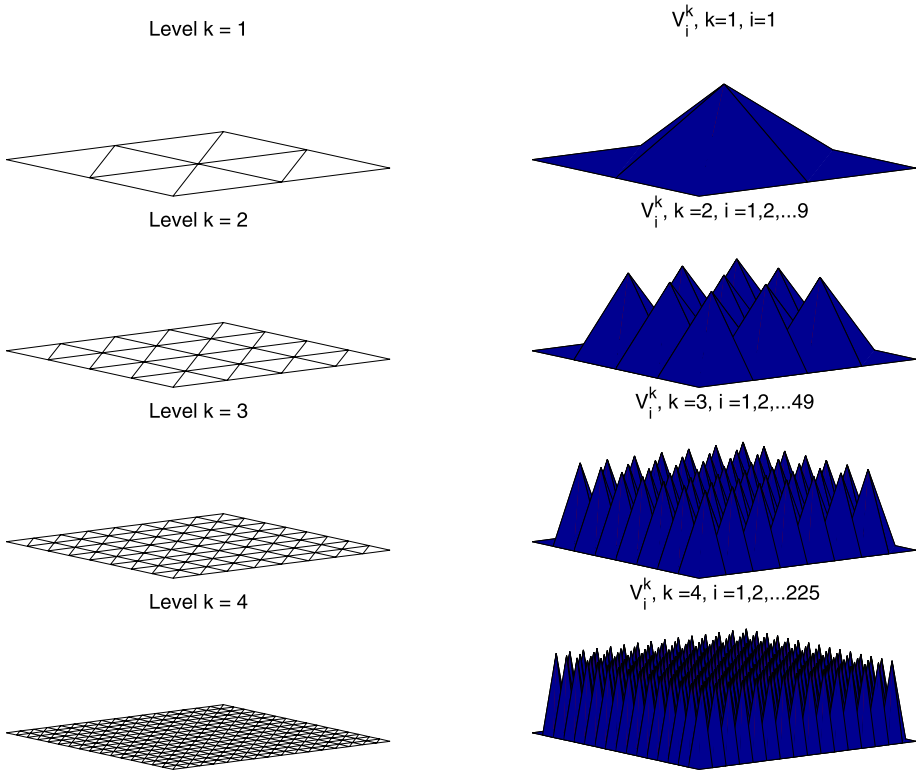 Level k = 1
V_i^k, k=1, i=1
Level k = 2
V_i^k, k =2, i =1,2,...9
Level k = 3
V_i^k, k =3, i =1,2,...49
Level k = 4
V_i^k, k =4, i =1,2,...225